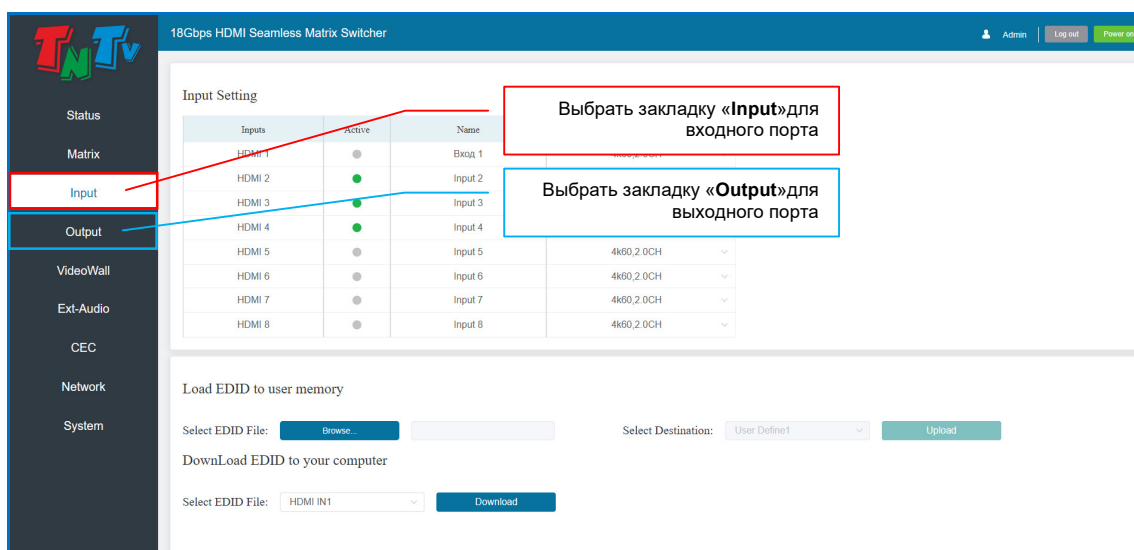 TNTv
18Gbps HDMI Seamless Matrix Switcher
Admin
Log out
Power on
Status
Matrix
Input
Output
VideoWall
Ext-Audio
CEC
Network
System
Input Setting
Выбрать закладку «Input»для
входного порта
Выбрать закладку «Output»для
выходного порта
Inputs Active Name
HDMI 1 Вход 1
HDMI 2 Input 2
HDMI 3 Input 3
HDMI 4 Input 4
HDMI 5 Input 5 4k60,2.0CH
HDMI 6 Input 6 4k60,2.0CH
HDMI 7 Input 7 4k60,2.0CH
HDMI 8 Input 8 4k60,2.0CH
Load EDID to user memory
Select EDID File: Browse... Select Destination: User Define1 Upload
DownLoad EDID to your computer
Select EDID File: HDMI IN1 Download